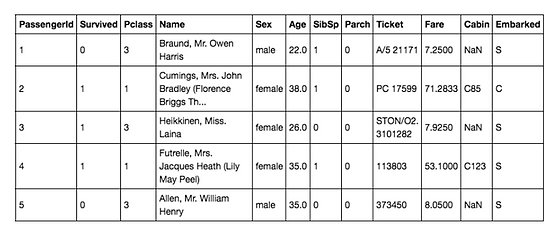 PassengerId Survived Pclass Name Sex Age SibSp Parch Ticket Fare Cabin Embarked
1 0 3 Braund, Mr. Owen Harris male 22.0 1 0 A/5 21171 7.2500 NaN S
2 1 1 Cumings, Mrs. John Bradley (Florence Briggs Th... female 38.0 1 0 PC 17599 71.2833 C85 C
3 1 3 Heikkinen, Miss. Laina female 26.0 0 0 STON/O2. 3101282 7.9250 NaN S
4 1 1 Futrelle, Mrs. Jacques Heath (Lily May Peel) female 35.0 1 0 113803 53.1000 C123 S
5 0 3 Allen, Mr. William Henry male 35.0 0 0 373450 8.0500 NaN S